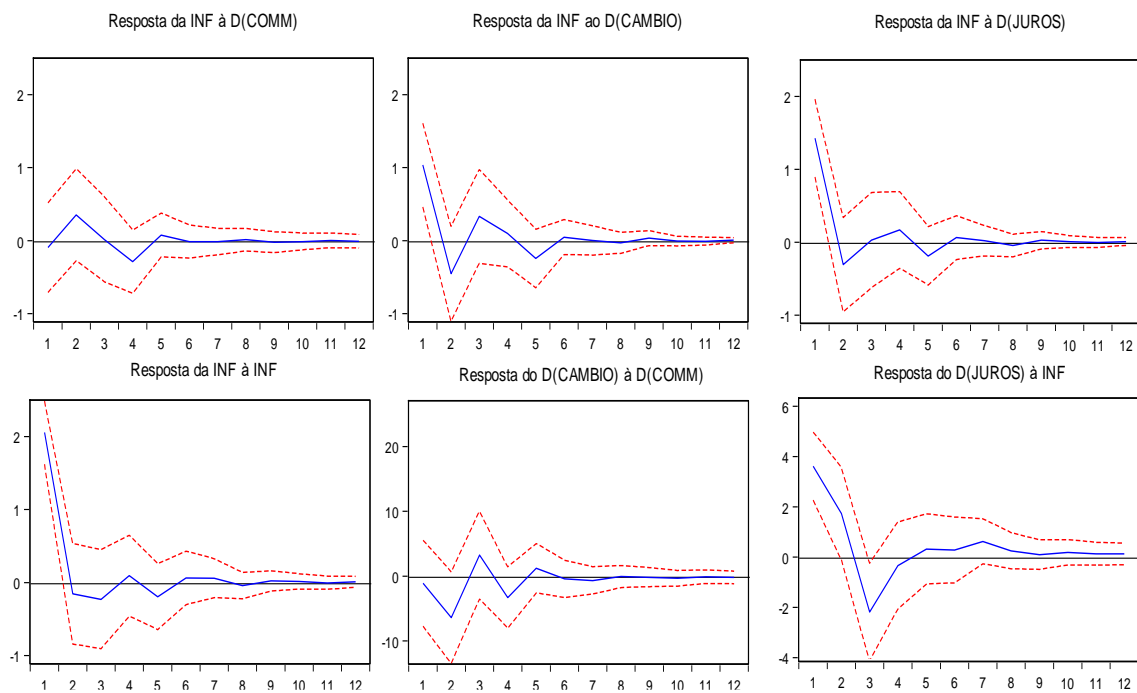 Resposta da INF à D(COMM)
Resposta da INF ao D(CAMBIO)
Resposta da INF à D(JUROS)
2
1
0
-1
1 2 3 4 5 6 7 8 9 10 11 12
2
1
0
-1
1 2 3 4 5 6 7 8 9 10 11 12
2
1
0
-1
1 2 3 4 5 6 7 8 9 10 11 12
Resposta da INF à INF
Resposta do D(CAMBIO) à D(COMM)
Resposta do D(JUROS) à INF
2
1
0
-1
1 2 3 4 5 6 7 8 9 10 11 12
20
10
0
-10
1 2 3 4 5 6 7 8 9 10 11 12
6
4
2
0
-2
-4
1 2 3 4 5 6 7 8 9 10 11 12